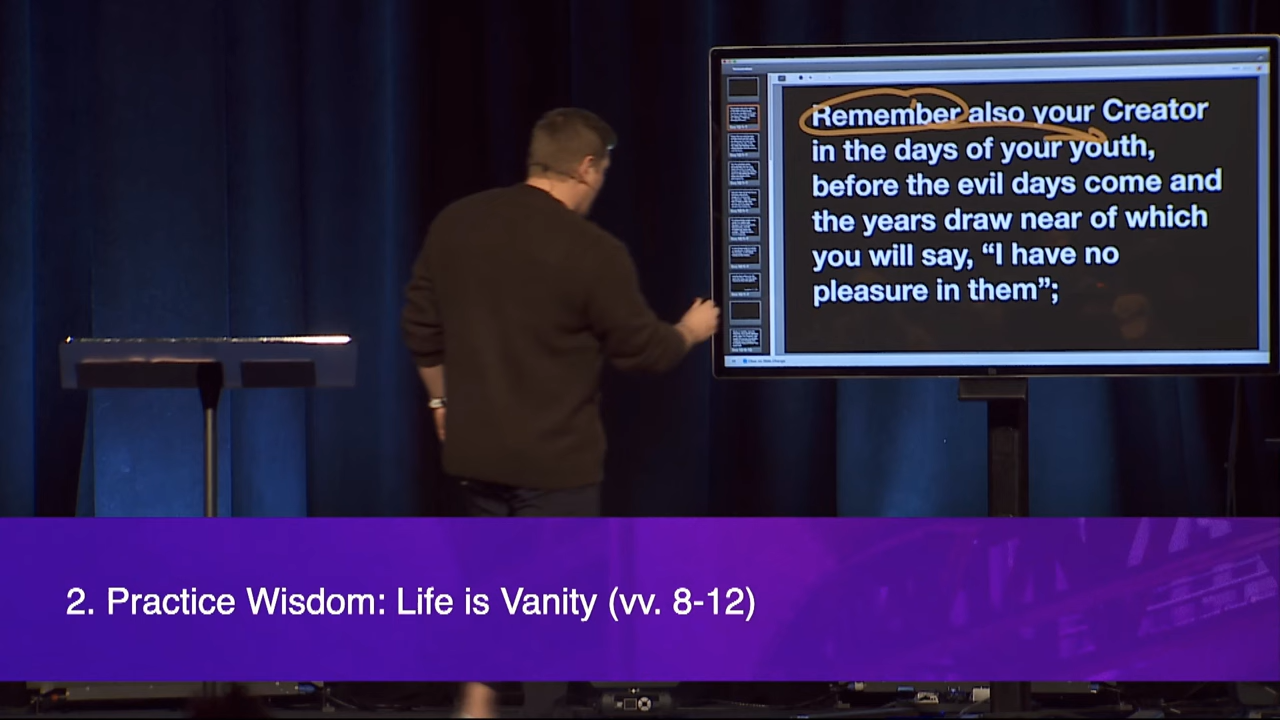 Remember also your Creator
in the days of your youth,
before the evil days come and
the years draw near of which
you will say, “I have no
pleasure in them”;
2. Practice Wisdom: Life is Vanity (vv. 8-12)